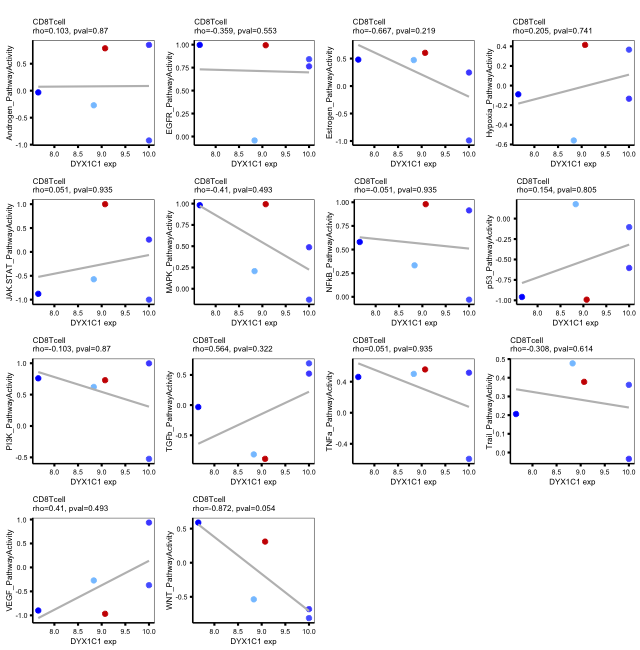 CD8Tcell
rho=0.103, pval=0.87
Androgen_PathwayActivity
0.5
0.0
-0.5
-1.0
8.0 8.5 9.0 9.5 10.0
DYX1C1 exp
CD8Tcell
rho=-0.359, pval=0.553
EGFR_PathwayActivity
1.00
0.75
0.50
0.25
0.00
8.0 8.5 9.0 9.5 10.0
DYX1C1 exp
CD8Tcell
rho=-0.667, pval=0.219
Estrogen_PathwayActivity
0.5
0.0
-0.5
-1.0
8.0 8.5 9.0 9.5 10.0
DYX1C1 exp
CD8Tcell
rho=0.205, pval=0.741
Hypoxia_PathwayActivity
0.4
0.2
0.0
-0.2
-0.4
-0.6
8.0 8.5 9.0 9.5 10.0
DYX1C1 exp
CD8Tcell
rho=0.051, pval=0.935
JAK.STAT_PathwayActivity
1.0
0.5
0.0
-0.5
-1.0
8.0 8.5 9.0 9.5 10.0
DYX1C1 exp
CD8Tcell
rho=-0.41, pval=0.493
MAPK_PathwayActivity
1.00
0.75
0.50
0.25
0.00
8.0 8.5 9.0 9.5 10.0
DYX1C1 exp
CD8Tcell
rho=-0.051, pval=0.935
NFkB_PathwayActivity
1.00
0.75
0.50
0.25
0.00
8.0 8.5 9.0 9.5 10.0
DYX1C1 exp
CD8Tcell
rho=0.154, pval=0.805
p53_PathwayActivity
0.00
-0.25
-0.50
-0.75
-1.00
8.0 8.5 9.0 9.5 10.0
DYX1C1 exp
CD8Tcell
rho=-0.103, pval=0.87
PI3K_PathwayActivity
1.0
0.5
0.0
-0.5
8.0 8.5 9.0 9.5 10.0
DYX1C1 exp
CD8Tcell
rho=0.564, pval=0.322
TGFb_PathwayActivity
0.5
0.0
-0.5
8.0 8.5 9.0 9.5 10.0
DYX1C1 exp
CD8Tcell
rho=0.051, pval=0.935
TNFa_PathwayActivity
0.4
0.0
-0.4
8.0 8.5 9.0 9.5 10.0
DYX1C1 exp
CD8Tcell
rho=-0.308, pval=0.614
Trail_PathwayActivity
0.5
0.4
0.3
0.2
0.1
0.0
8.0 8.5 9.0 9.5 10.0
DYX1C1 exp
CD8Tcell
rho=0.41, pval=0.493
VEGF_PathwayActivity
1.0
0.5
0.0
-0.5
-1.0
8.0 8.5 9.0 9.5 10.0
DYX1C1 exp
CD8Tcell
rho=-0.872, pval=0.054
WNT_PathwayActivity
0.5
0.0
-0.5
8.0 8.5 9.0 9.5 10.0
DYX1C1 exp